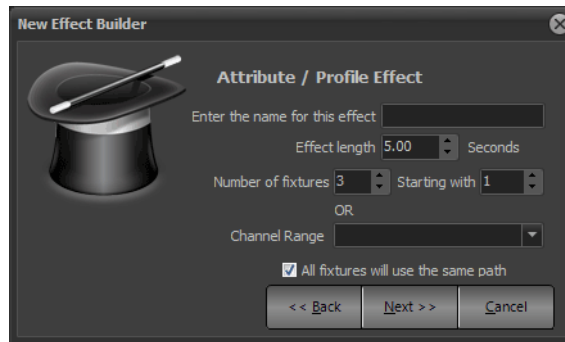 New Effect Builder
Attribute / Profile Effect
Enter the name for this effect
Effect length 5.00 Seconds
Number of fixtures 3 Starting with 1
OR
Channel Range
All fixtures will use the same path
<< Back Next >> Cancel